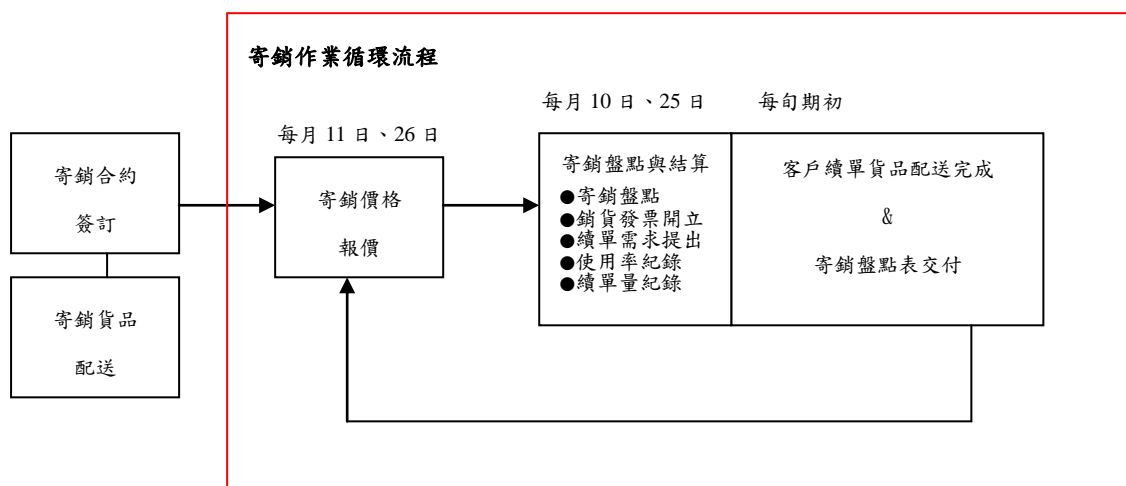 寄銷作業循環流程
寄銷合約
簽訂
寄銷貨品
配送
每月 11 日、26 日
寄銷價格
報價
每月 10 日、25 日
寄銷盤點與結算
●寄銷盤點
●銷貨發票開立
●續單需求提出
●使用率紀錄
●續單量紀錄
每旬期初
客戶續單貨品配送完成
&
寄銷盤點表交付